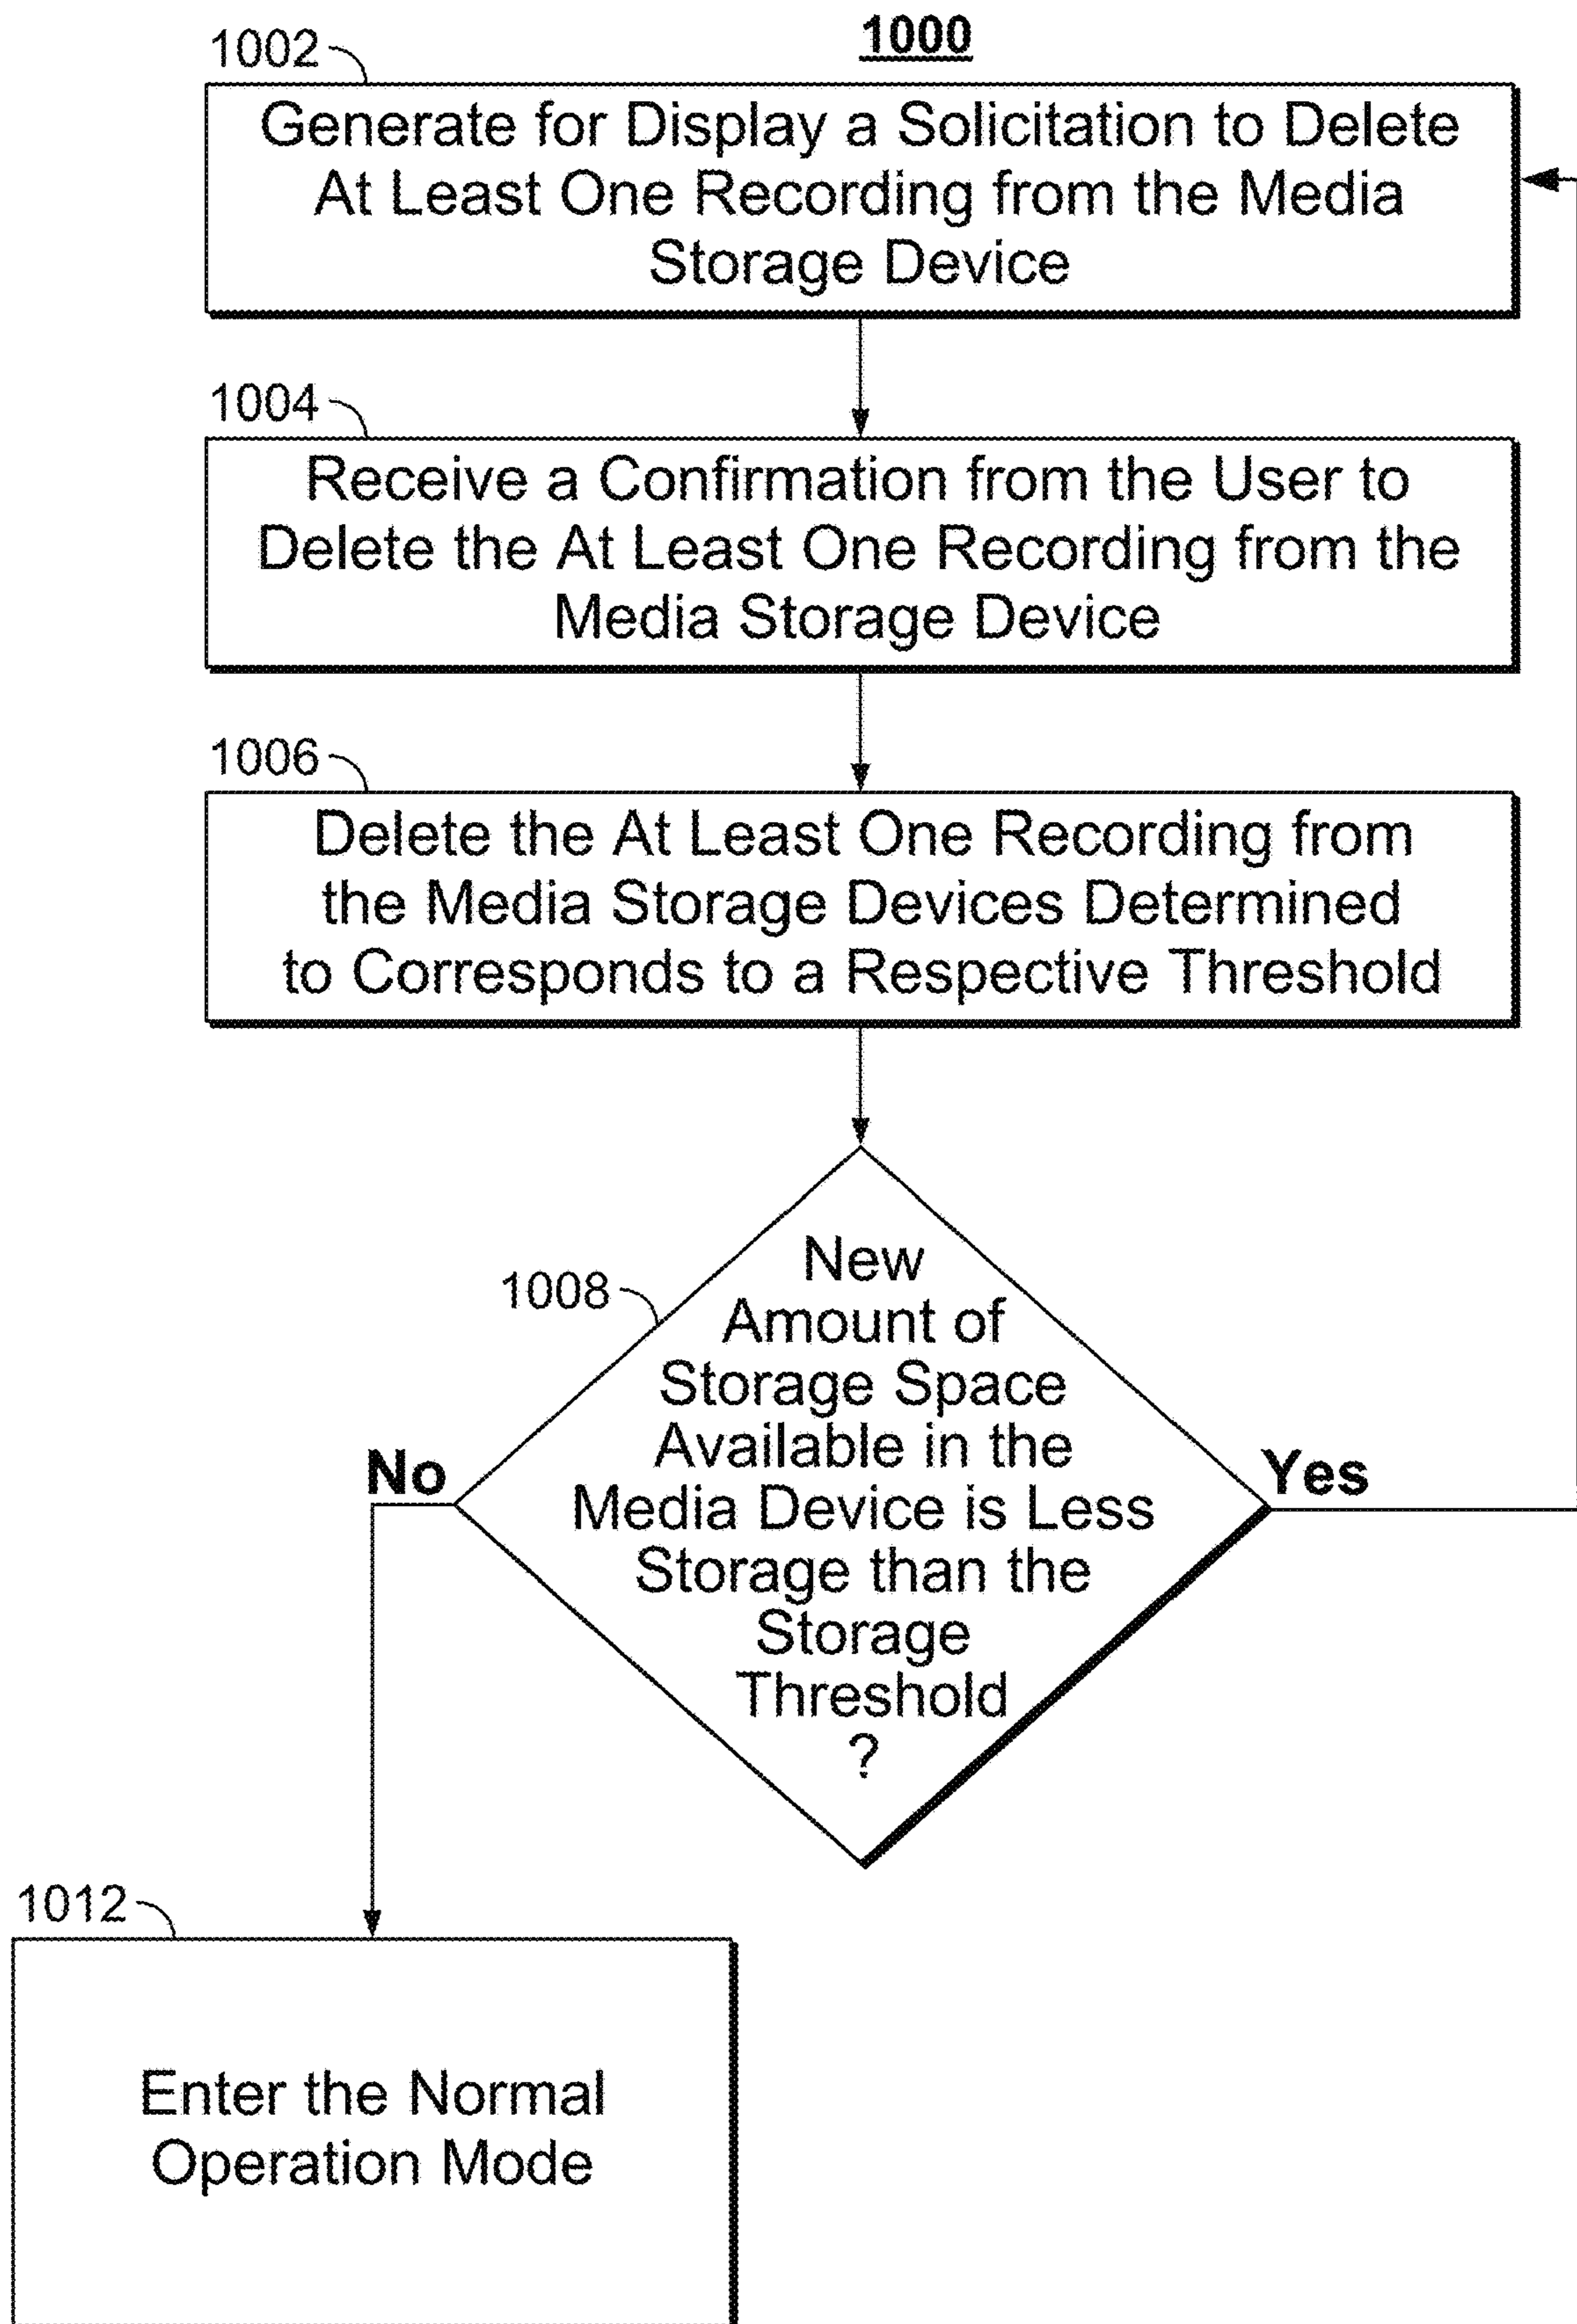 1000
1002
Generate for Display a Solicitation to Delete
At Least One Recording from the Media
Storage Device
1004
Receive a Confirmation from the User to
Delete the At Least One Recording from the
Media Storage Device
1006
Delete the At Least One Recording from
the Media Storage Devices Determined
to Corresponds to a Respective Threshold
1008
New
Amount of
Storage Space
Available in the
Media Device is Less
Storage than the
Storage
Threshold
?
No
Yes
1012
Enter the Normal
Operation Mode